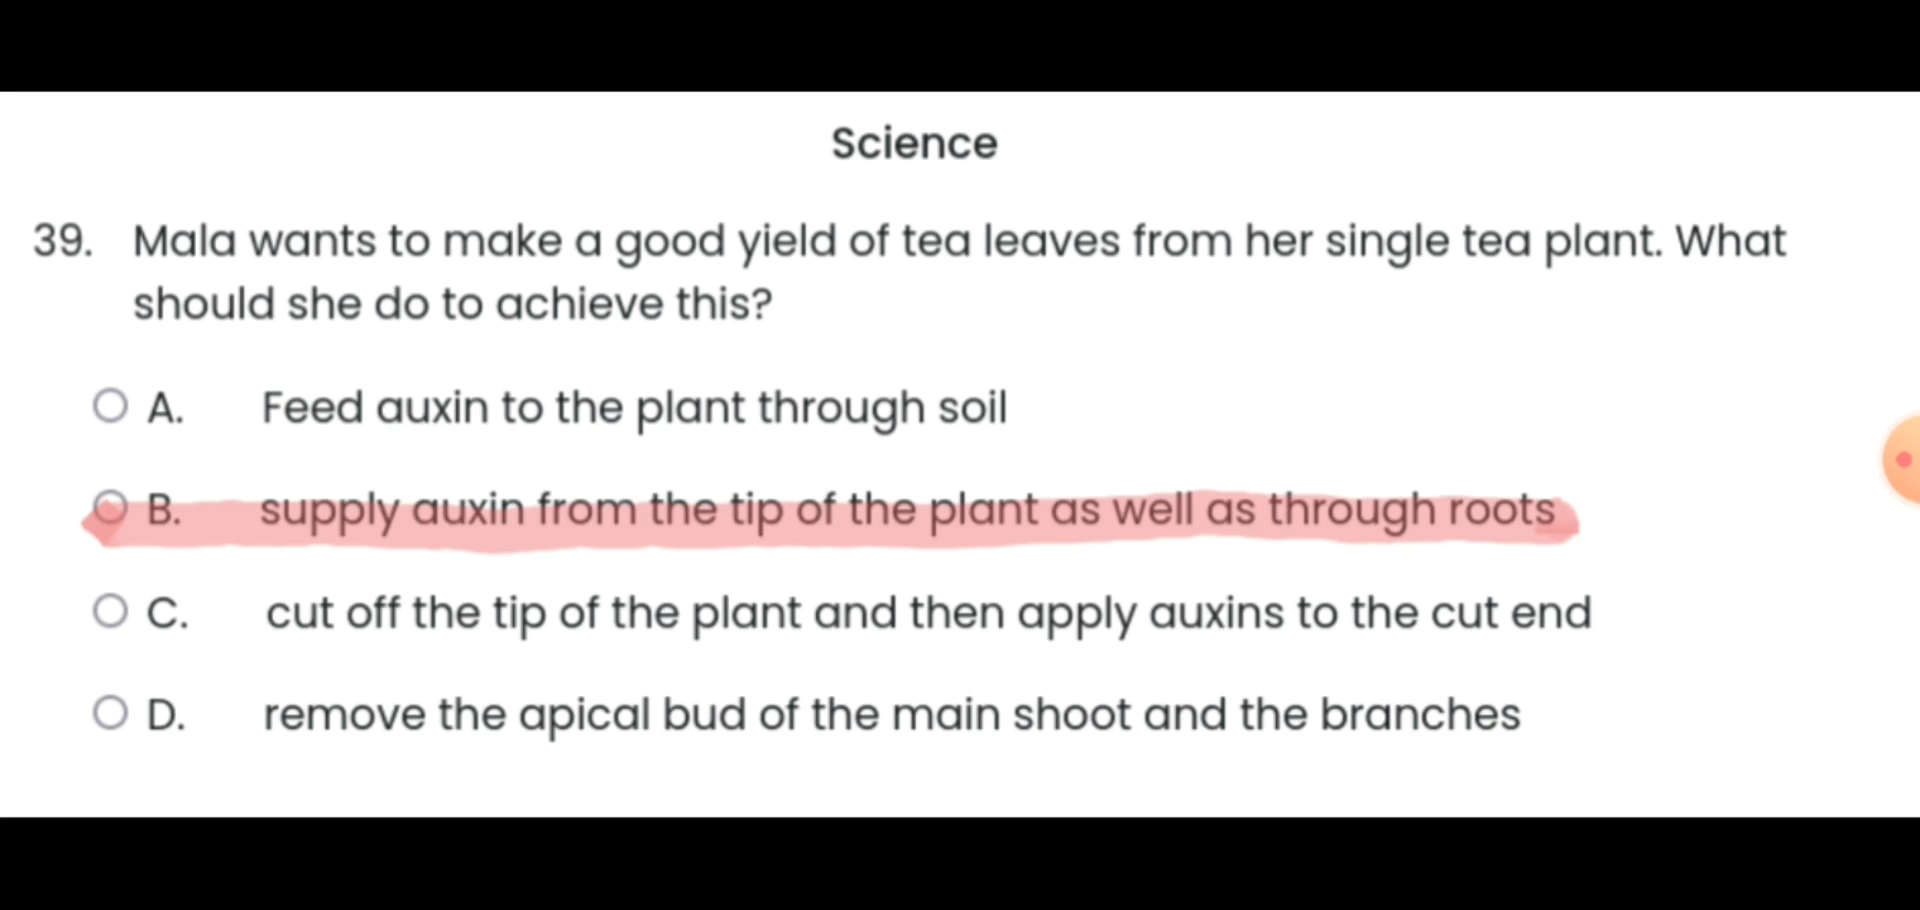 Science
39. Mala wants to make a good yield of tea leaves from her single tea plant. What
should she do to achieve this?
A. Feed auxin to the plant through soil
B. supply auxin from the tip of the plant as well as through roots
C. cut off the tip of the plant and then apply auxins to the cut end
D. remove the apical bud of the main shoot and the branches